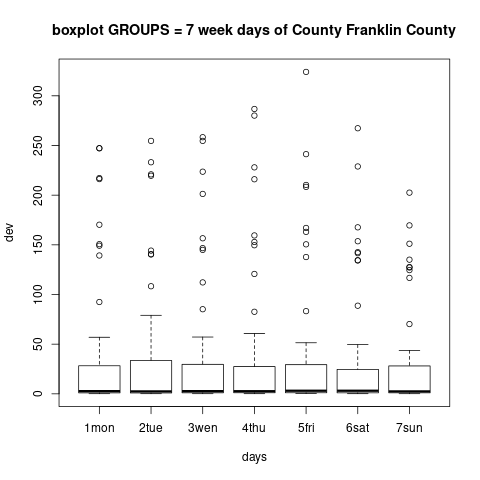 boxplot GROUPS = 7 week days of County Franklin County
300
250
200
150
100
50
0
dev
1mon 2tue 3wen 4thu 5fri 6sat 7sun
days